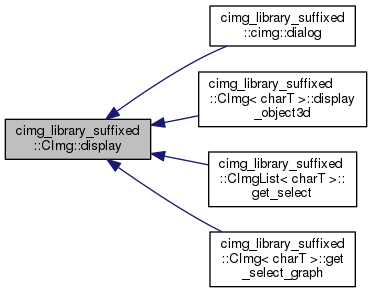 cimg_library_suffixed
::cimg::dialog
cimg_library_suffixed
::CImg< charT >::display
_object3d
cimg_library_suffixed
::CImg::display
cimg_library_suffixed
::CImgList< charT >::
get_select
cimg_library_suffixed
::CImg< charT >::get
_select_graph